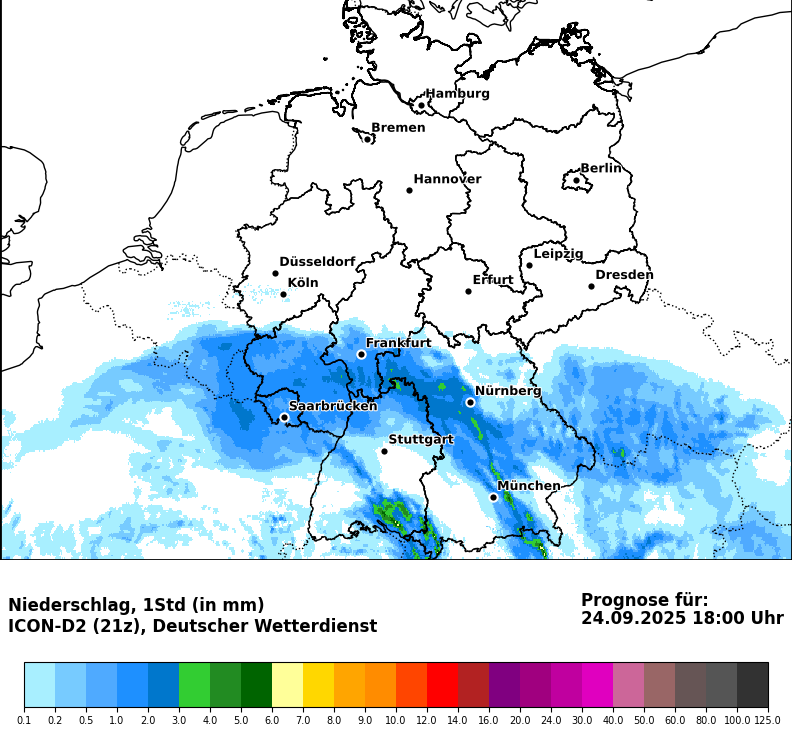 Hamburg
Bremen
Berlin
Hannover
Leipzig
Düsseldorf
Dresden
Köln
Erfurt
Frankfurt
Nürnberg
Saarbrücken
Stuttgart
München
Niederschlag, 1Std (in mm)
ICON-D2 (21z), Deutscher Wetterdienst
Prognose für:
24.09.2025 18:00 Uhr
0.1 0.2 0.5 1.0 2.0 3.0 4.0 5.0 6.0 7.0 8.0 9.0 10.0 12.0 14.0 16.0 20.0 24.0 30.0 40.0 50.0 60.0 80.0 100.0 125.0